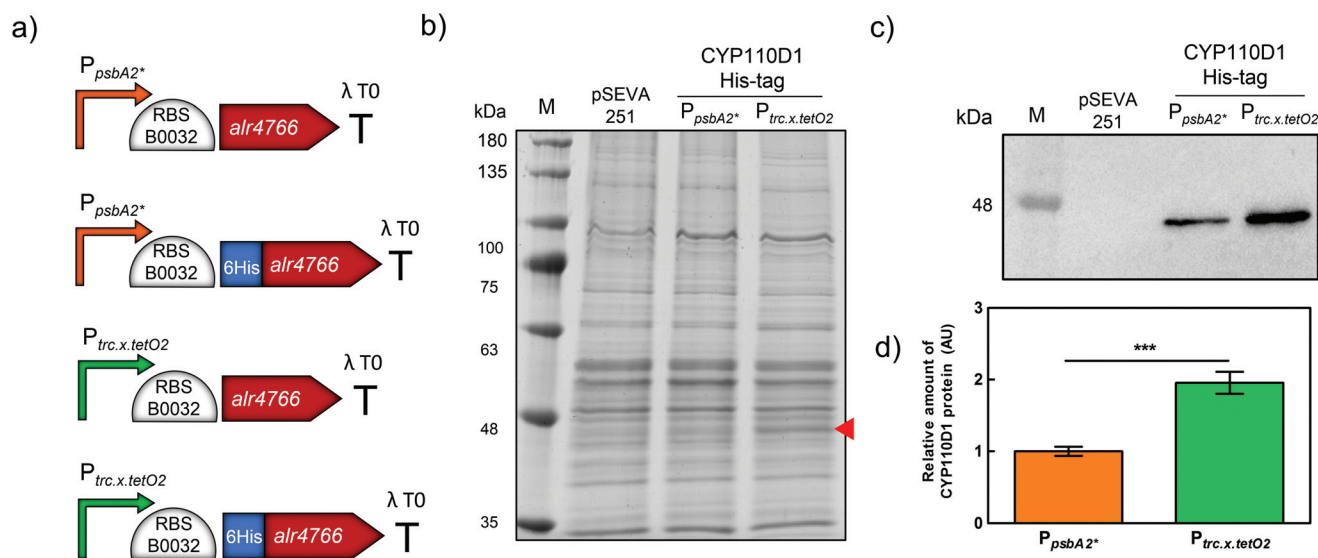 a)
P psbA2*
RBS
B0032
alr4766
λ T0
T
P psbA2*
RBS
B0032
6His
alr4766
λ T0
T
P trc.x.tetO2
RBS
B0032
alr4766
λ T0
T
P trc.x.tetO2
RBS
B0032
6His
alr4766
λ T0
T
b)
CYP110D1
His-tag
kDa
M
pSEVA
251
P psbA2*
P trc.x.tetO2
180
135
100
75
63
48
35
c)
CYP110D1
His-tag
kDa
M
pSEVA
251
P psbA2*
P trc.x.tetO2
48
d)
Relative amount of
CYP110D1 protein (AU)
3
2
1
0
***
P psbA2*
P trc.x.tetO2